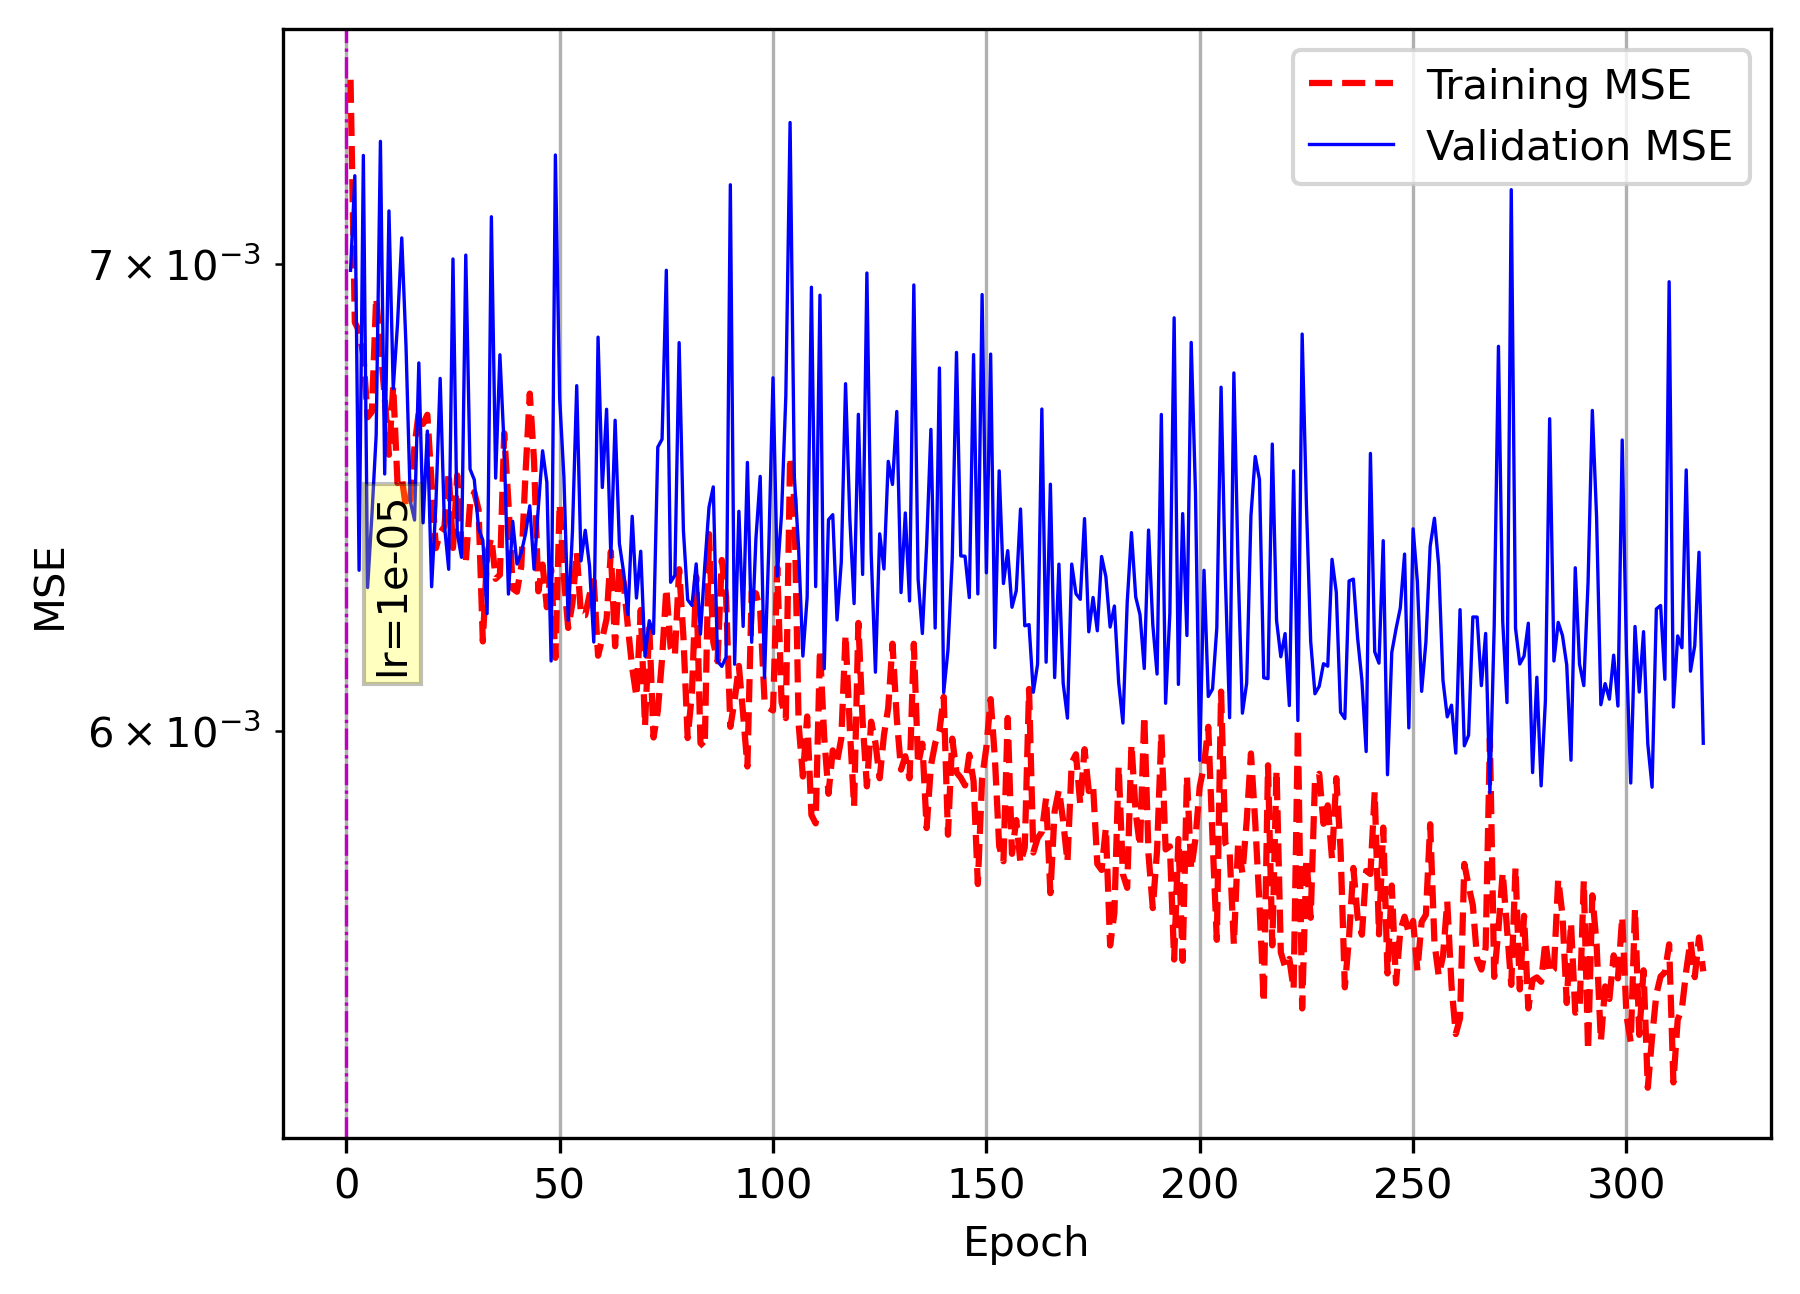 Training MSE
Validation MSE
7 × 10⁻³
6 × 10⁻³
MSE
lr=1e-05
0 50 100 150 200 250 300
Epoch